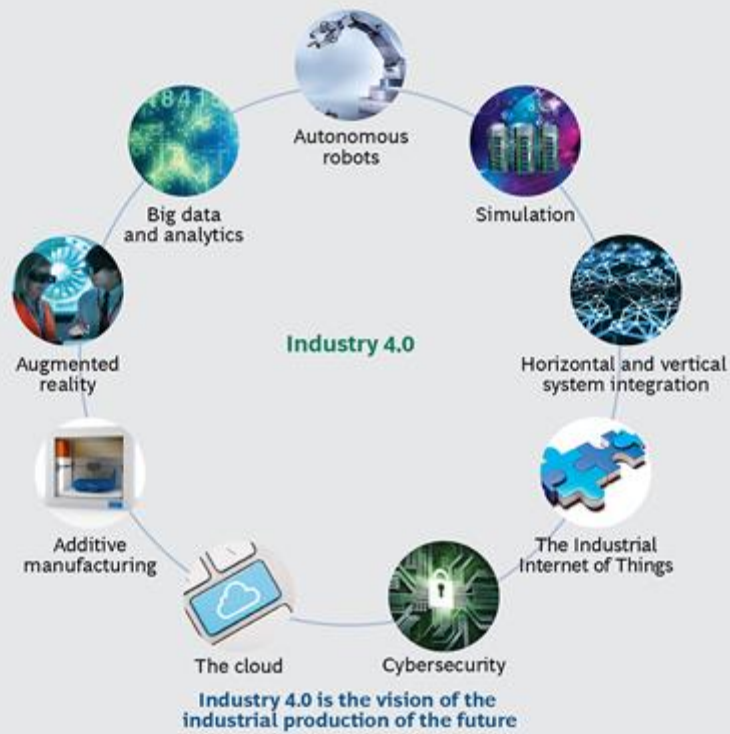 Autonomous
robots
Simulation
Horizontal and vertical
system integration
The Industrial
Internet of Things
Cybersecurity
The cloud
Additive
manufacturing
Augmented
reality
Big data
and analytics
Industry 4.0
Industry 4.0 is the vision of the
industrial production of the future